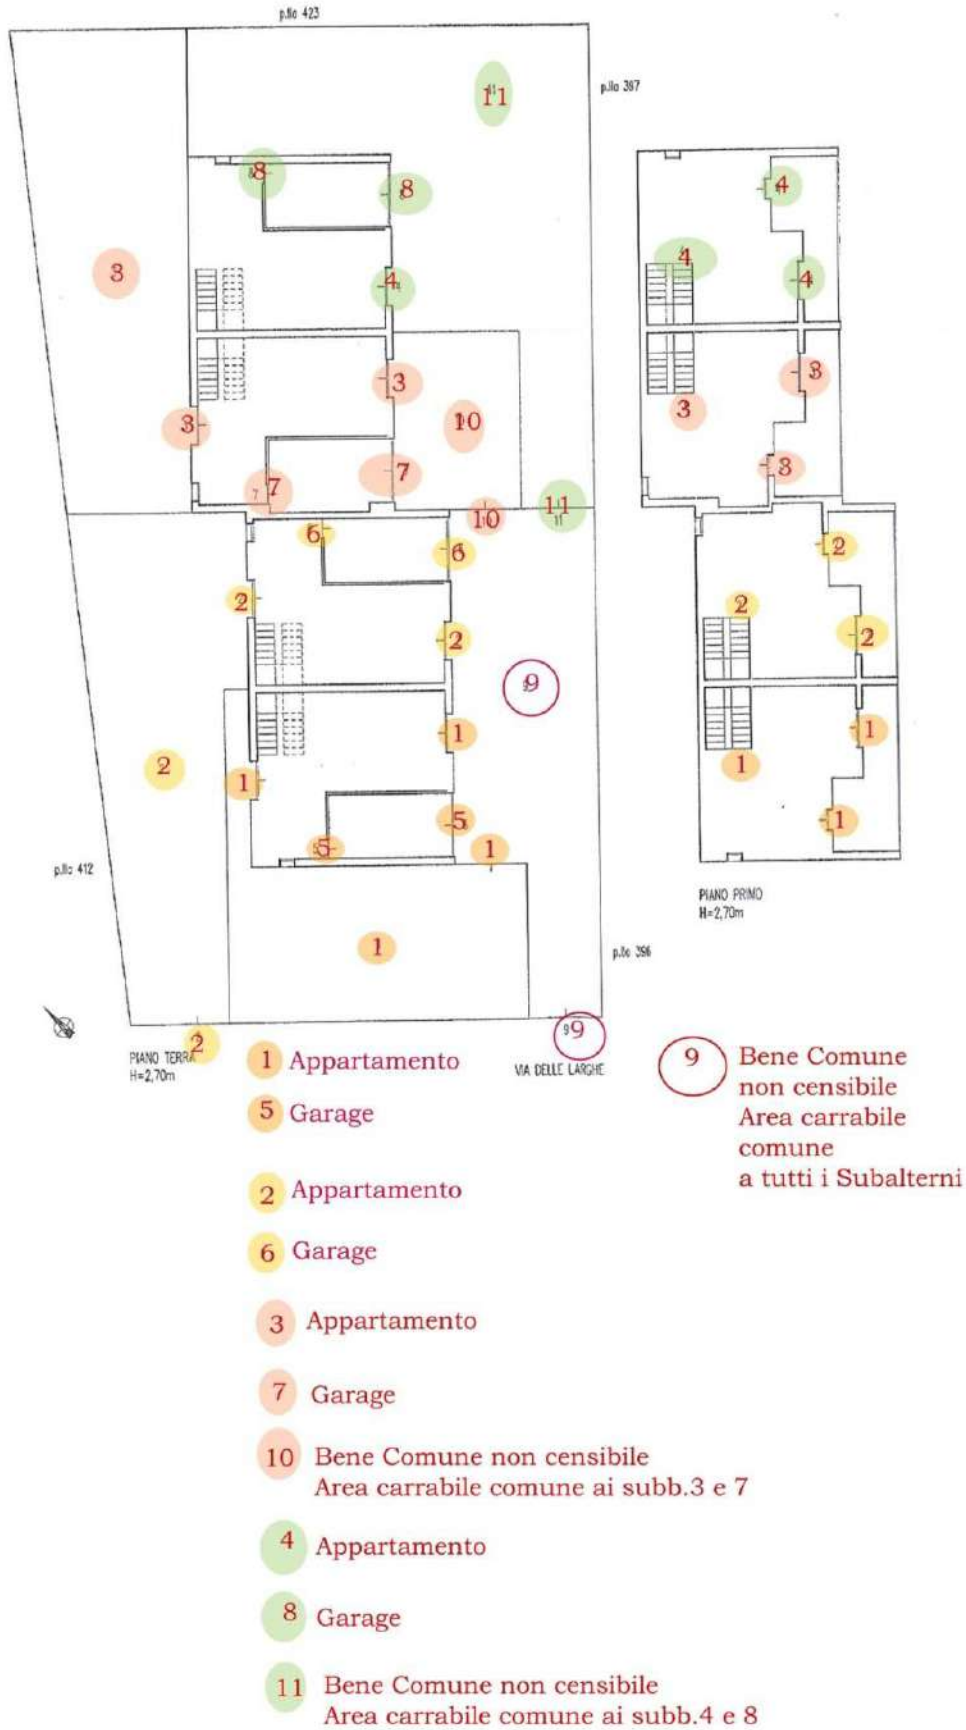 p.lla 423
11
p.lla 397
8
8
4
4
3
4
4
3
3
10
3
3
3
7
7
3
10
11
11
6
6
2
2
2
2
2
9
1
1
2
1
1
5
5
1
1
1
p.lla 412
PIANO PRIMO
H=2,70m
p.lla 396
9
9
2
PIANO TERRA
H=2,70m
VIA DELLE LARGHE
1 Appartamento
5 Garage
2 Appartamento
6 Garage
3 Appartamento
7 Garage
10 Bene Comune non censibile
Area carrabile comune ai subb.3 e 7
4 Appartamento
8 Garage
11 Bene Comune non censibile
Area carrabile comune ai subb.4 e 8
9 Bene Comune
non censibile
Area carrabile
comune
a tutti i Subalterni